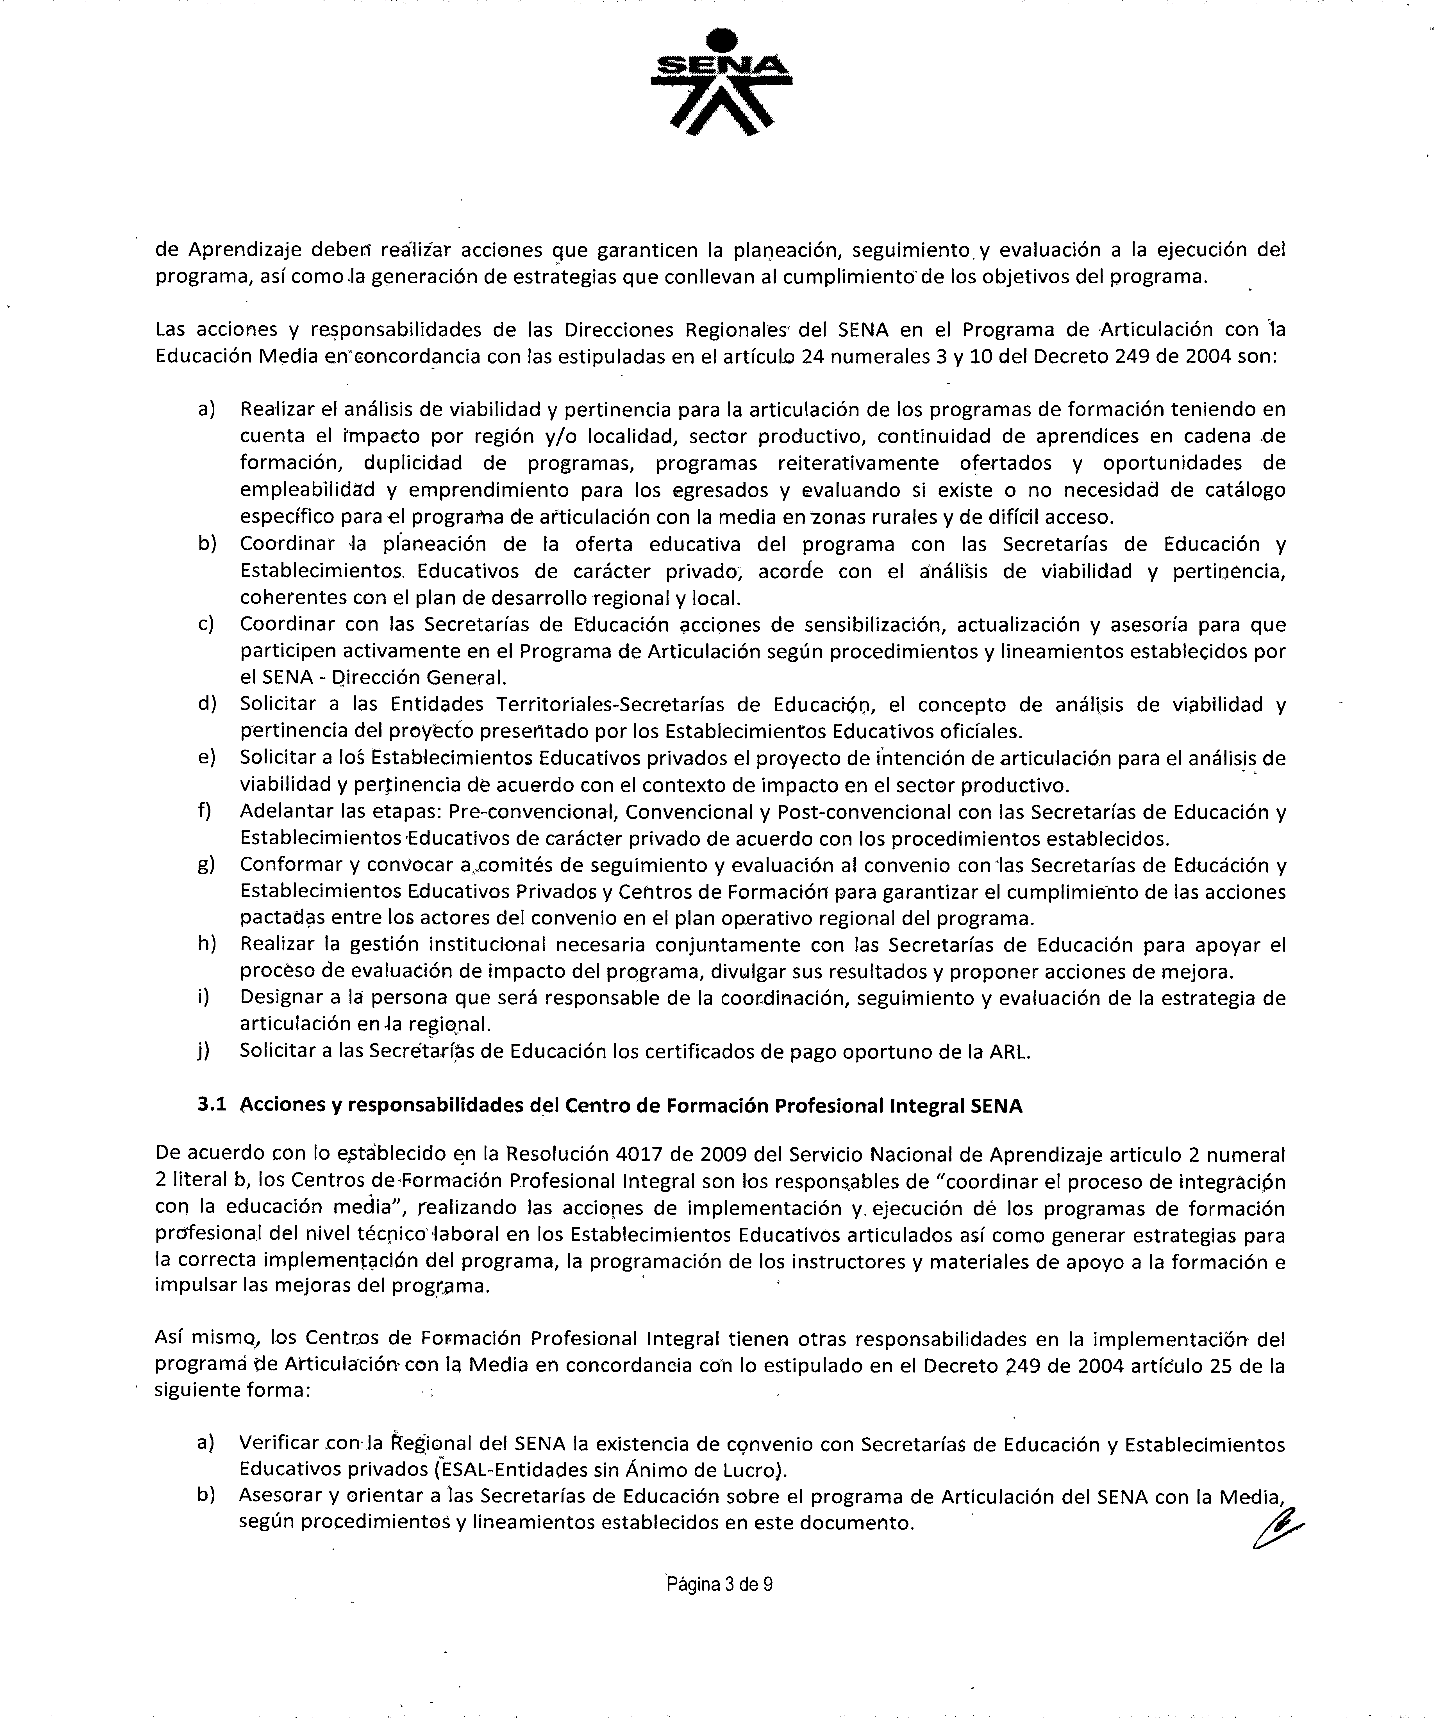 SENA
de Aprendizaje deben realizar acciones que garanticen la planeación, seguimiento y evaluación a la ejecución del
programa, así como la generación de estrategias que conllevan al cumplimiento de los objetivos del programa.
Las acciones y responsabilidades de las Direcciones Regionales del SENA en el Programa de Articulación con la
Educación Media en concordancia con las estipuladas en el artículo 24 numerales 3 y 10 del Decreto 249 de 2004 son:
a) Realizar el análisis de viabilidad y pertinencia para la articulación de los programas de formación teniendo en
cuenta el impacto por región y/o localidad, sector productivo, continuidad de aprendices en cadena de
formación, duplicidad de programas, programas reiterativamente ofertados y oportunidades de
empleabilidad y emprendimiento para los egresados y evaluando si existe o no necesidad de catálogo
específico para el programa de articulación con la media en zonas rurales y de difícil acceso.
b) Coordinar la planeación de la oferta educativa del programa con las Secretarías de Educación y
Establecimientos Educativos de carácter privado, acorde con el análisis de viabilidad y pertinencia,
coherentes con el plan de desarrollo regional y local.
c) Coordinar con las Secretarías de Educación acciones de sensibilización, actualización y asesoría para que
participen activamente en el Programa de Articulación según procedimientos y lineamientos establecidos por
el SENA - Dirección General.
d) Solicitar a las Entidades Territoriales-Secretarías de Educación, el concepto de análisis de viabilidad y
pertinencia del proyecto presentado por los Establecimientos Educativos oficiales.
e) Solicitar a los Establecimientos Educativos privados el proyecto de intención de articulación para el análisis de
viabilidad y pertinencia de acuerdo con el contexto de impacto en el sector productivo.
f) Adelantar las etapas: Pre-convencional, Convencional y Post-convencional con las Secretarías de Educación y
Establecimientos Educativos de carácter privado de acuerdo con los procedimientos establecidos.
g) Conformar y convocar a comités de seguimiento y evaluación al convenio con las Secretarías de Educación y
Establecimientos Educativos Privados y Centros de Formación para garantizar el cumplimiento de las acciones
pactadas entre los actores del convenio en el plan operativo regional del programa.
h) Realizar la gestión institucional necesaria conjuntamente con las Secretarías de Educación para apoyar el
proceso de evaluación de impacto del programa, divulgar sus resultados y proponer acciones de mejora.
i) Designar a la persona que será responsable de la coordinación, seguimiento y evaluación de la estrategia de
articulación en la regional.
j) Solicitar a las Secretarías de Educación los certificados de pago oportuno de la ARL.
3.1 Acciones y responsabilidades del Centro de Formación Profesional Integral SENA
De acuerdo con lo establecido en la Resolución 4017 de 2009 del Servicio Nacional de Aprendizaje articulo 2 numeral
2 literal b, los Centros de Formación Profesional Integral son los responsables de "coordinar el proceso de integración
con la educación media", realizando las acciones de implementación y ejecución de los programas de formación
profesional del nivel técnico laboral en los Establecimientos Educativos articulados así como generar estrategias para
la correcta implementación del programa, la programación de los instructores y materiales de apoyo a la formación e
impulsar las mejoras del programa.
Así mismo, los Centros de Formación Profesional Integral tienen otras responsabilidades en la implementación del
programa de Articulación con la Media en concordancia con lo estipulado en el Decreto 249 de 2004 artículo 25 de la
siguiente forma:
a) Verificar con la Regional del SENA la existencia de convenio con Secretarías de Educación y Establecimientos
Educativos privados (ESAL-Entidades sin Ánimo de Lucro).
b) Asesorar y orientar a las Secretarías de Educación sobre el programa de Articulación del SENA con la Media,
según procedimientos y lineamientos establecidos en este documento.
Página 3 de 9